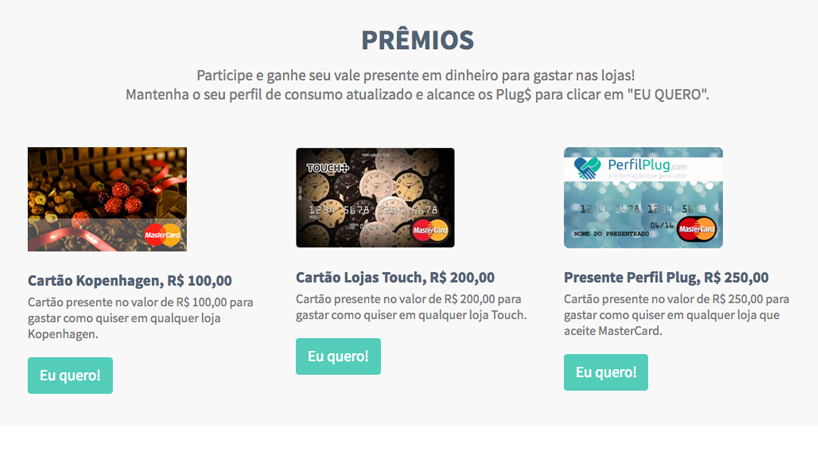 PRÊMIOS
Participe e ganhe seu vale presente em dinheiro para gastar nas lojas!
Mantenha o seu perfil de consumo atualizado e alcance os Plug$ para clicar em "EU QUERO".
MasterCard
Cartão Kopenhagen, R$ 100,00
Cartão presente no valor de R$ 100,00 para
gastar como quiser em qualquer loja
Kopenhagen.
Eu quero!
TOUCH+
1234 5678 5678
MasterCard
Cartão Lojas Touch, R$ 200,00
Cartão presente no valor de R$ 200,00 para
gastar como quiser em qualquer loja Touch.
Eu quero!
PerfilPlug.com
a informação que gera valor
1234 5678 1234 56
06/16
NOME DO PRESENTEADO
MasterCard
Presente Perfil Plug, R$ 250,00
Cartão presente no valor de R$ 250,00 para
gastar como quiser em qualquer loja que
aceite MasterCard.
Eu quero!